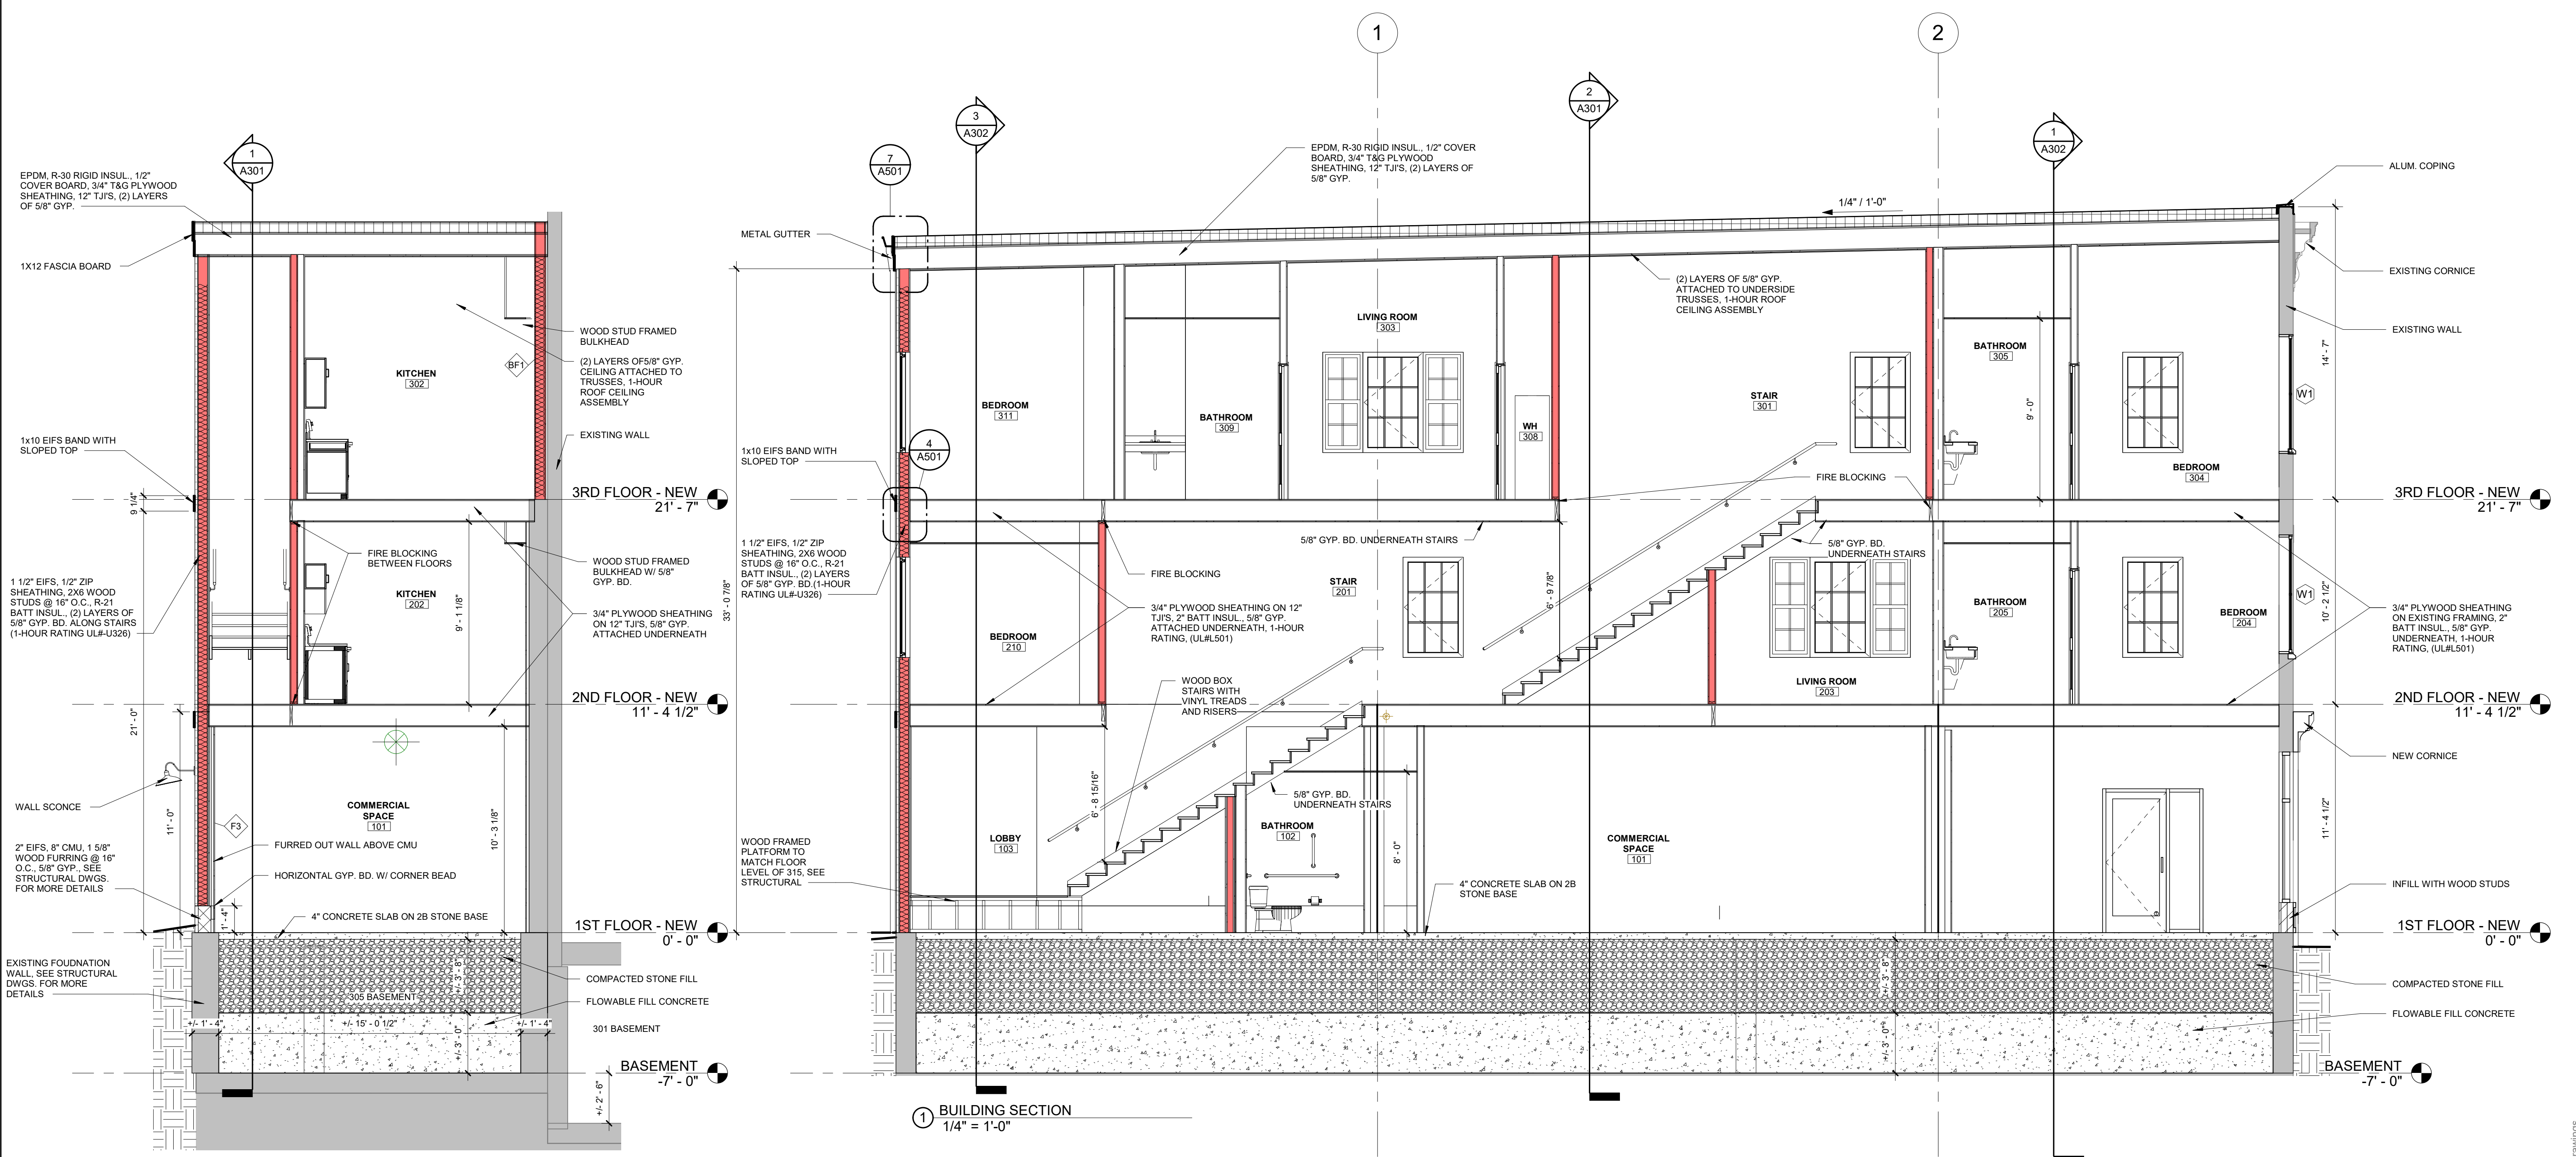 1
A301
EPDM, R-30 RIGID INSUL., 1/2"
COVER BOARD, 3/4" T&G PLYWOOD
SHEATHING, 12" TJI'S, (2) LAYERS
OF 5/8" GYP.
1X12 FASCIA BOARD
1x10 EIFS BAND WITH
SLOPED TOP
9 1/4"
1 1/2" EIFS, 1/2" ZIP
SHEATHING, 2X6 WOOD
STUDS @ 16" O.C., R-21
BATT INSUL., (2) LAYERS OF
5/8" GYP. BD. ALONG STAIRS
(1-HOUR RATING UL#-U326)
21' - 0"
11' - 0"
WALL SCONCE
2" EIFS, 8" CMU, 1 5/8"
WOOD FURRING @ 16"
O.C., 5/8" GYP., SEE
STRUCTURAL DWGS.
FOR MORE DETAILS
EXISTING FOUDNATION
WALL, SEE STRUCTURAL
DWGS. FOR MORE
DETAILS
KITCHEN
302
BF1
WOOD STUD FRAMED
BULKHEAD
(2) LAYERS OF5/8" GYP.
CEILING ATTACHED TO
TRUSSES, 1-HOUR
ROOF CEILING
ASSEMBLY
EXISTING WALL
3RD FLOOR - NEW
21' - 7"
FIRE BLOCKING
BETWEEN FLOORS
WOOD STUD FRAMED
BULKHEAD W/ 5/8"
GYP. BD.
KITCHEN
202
9' - 1 1/8"
3/4" PLYWOOD SHEATHING
ON 12" TJI'S, 5/8" GYP.
ATTACHED UNDERNEATH
2ND FLOOR - NEW
11' - 4 1/2"
COMMERCIAL
SPACE
101
F3
10' - 3 1/8"
FURRED OUT WALL ABOVE CMU
HORIZONTAL GYP. BD. W/ CORNER BEAD
1' - 4"
4" CONCRETE SLAB ON 2B STONE BASE
1ST FLOOR - NEW
0' - 0"
+/- 3' - 8"
COMPACTED STONE FILL
305 BASEMENT
FLOWABLE FILL CONCRETE
+/- 1' - 4"
+/- 15' - 0 1/2"
+/- 1' - 4"
301 BASEMENT
+/- 3' - 0"
BASEMENT
-7' - 0"
+/- 2' - 6"
1
2
3
A302
2
A301
1
A302
7
A501
EPDM, R-30 RIGID INSUL., 1/2" COVER
BOARD, 3/4" T&G PLYWOOD
SHEATHING, 12" TJI'S, (2) LAYERS OF
5/8" GYP.
1/4" / 1'-0"
ALUM. COPING
METAL GUTTER
EXISTING CORNICE
(2) LAYERS OF 5/8" GYP.
ATTACHED TO UNDERSIDE
TRUSSES, 1-HOUR ROOF
CEILING ASSEMBLY
EXISTING WALL
LIVING ROOM
303
BATHROOM
305
14' - 7"
BEDROOM
311
BATHROOM
309
WH
308
STAIR
301
9' - 0"
W1
4
A501
1x10 EIFS BAND WITH
SLOPED TOP
BEDROOM
304
FIRE BLOCKING
3RD FLOOR - NEW
21' - 7"
33' - 0 7/8"
1 1/2" EIFS, 1/2" ZIP
SHEATHING, 2X6 WOOD
STUDS @ 16" O.C., R-21
BATT INSUL., (2) LAYERS
OF 5/8" GYP. BD.(1-HOUR
RATING UL#-U326)
5/8" GYP. BD. UNDERNEATH STAIRS
5/8" GYP. BD.
UNDERNEATH STAIRS
FIRE BLOCKING
STAIR
201
6' - 9 7/8"
3/4" PLYWOOD SHEATHING ON 12"
TJI'S, 2" BATT INSUL., 5/8" GYP.
ATTACHED UNDERNEATH, 1-HOUR
RATING, (UL#L501)
BEDROOM
210
BATHROOM
205
BEDROOM
204
W1
10' - 2 1/2"
3/4" PLYWOOD SHEATHING
ON EXISTING FRAMING, 2"
BATT INSUL., 5/8" GYP.
UNDERNEATH, 1-HOUR
RATING, (UL#L501)
LIVING ROOM
203
WOOD BOX
STAIRS WITH
VINYL TREADS
AND RISERS
2ND FLOOR - NEW
11' - 4 1/2"
NEW CORNICE
6' - 8 15/16"
5/8" GYP. BD.
UNDERNEATH STAIRS
11' - 4 1/2"
LOBBY
103
BATHROOM
102
8' - 0"
COMMERCIAL
SPACE
101
WOOD FRAMED
PLATFORM TO
MATCH FLOOR
LEVEL OF 315, SEE
STRUCTURAL
4" CONCRETE SLAB ON 2B
STONE BASE
INFILL WITH WOOD STUDS
1ST FLOOR - NEW
0' - 0"
+/- 3' - 8"
COMPACTED STONE FILL
FLOWABLE FILL CONCRETE
+/- 3' - 0"
BASEMENT
-7' - 0"
1
BUILDING SECTION
1/4" = 1'-0"